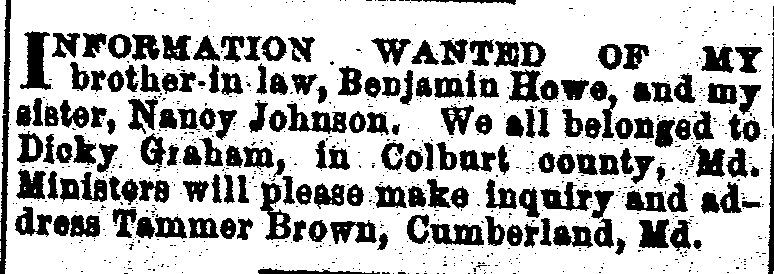 INFORMATION WANTED OF MY
brother-in law, Benjamin Howe, and my
sister, Nancy Johnson. We all belonged to
Dicky Graham, in Colburt county, Md.
Ministers will please make inquiry and ad-
dress Tammer Brown, Cumberland, Md.